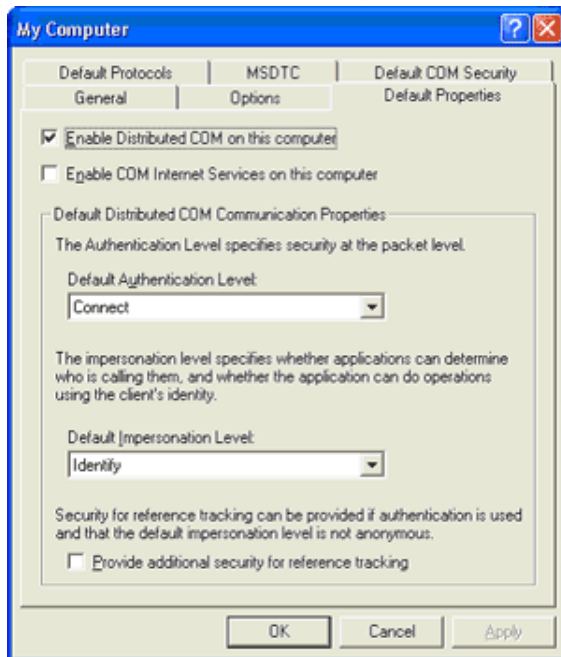 My Computer
Default Protocols MSDTC Default COM Security
General Options Default Properties
Enable Distributed COM on this computer
Enable COM Internet Services on this computer
Default Distributed COM Communication Properties
The Authentication Level specifies security at the packet level.
Default Authentication Level:
Connect
The impersonation level specifies whether applications can determine
who is calling them, and whether the application can do operations
using the client's identity.
Default Impersonation Level:
Identify
Security for reference tracking can be provided if authentication is used
and that the default impersonation level is not anonymous.
Provide additional security for reference tracking
OK Cancel Apply